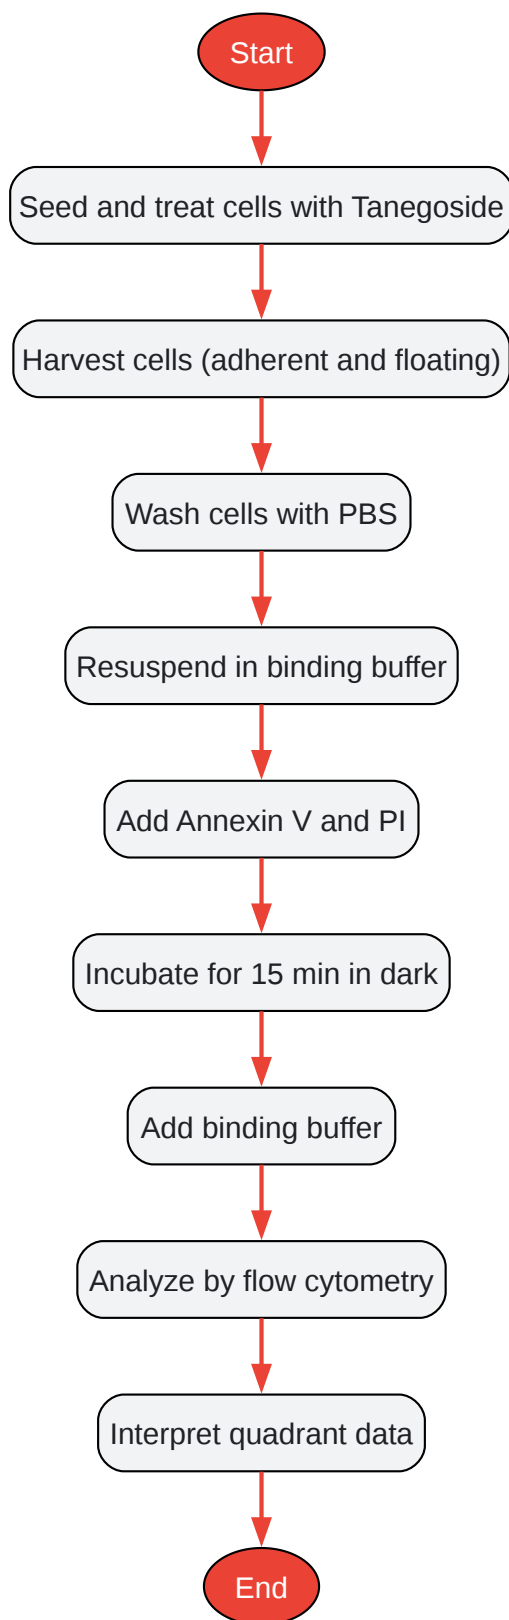 Start
Seed and treat cells with Tanegoside
Harvest cells (adherent and floating)
Wash cells with PBS
Resuspend in binding buffer
Add Annexin V and PI
Incubate for 15 min in dark
Add binding buffer
Analyze by flow cytometry
Interpret quadrant data
End